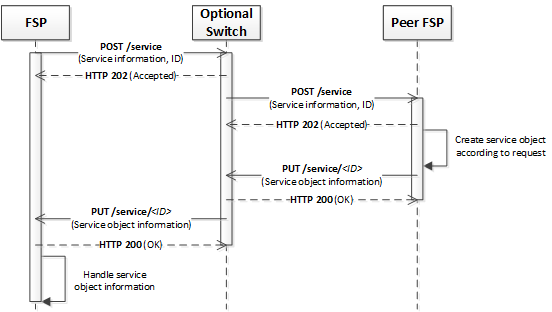 FSP
Optional
Switch
Peer FSP
POST /service
(Service information, ID)
HTTP 202 (Accepted)
POST /service
(Service information, ID)
HTTP 202 (Accepted)
Create service object
according to request
PUT /service/<ID>
(Service object information)
HTTP 200 (OK)
PUT /service/<ID>
(Service object information)
HTTP 200 (OK)
Handle service
object information